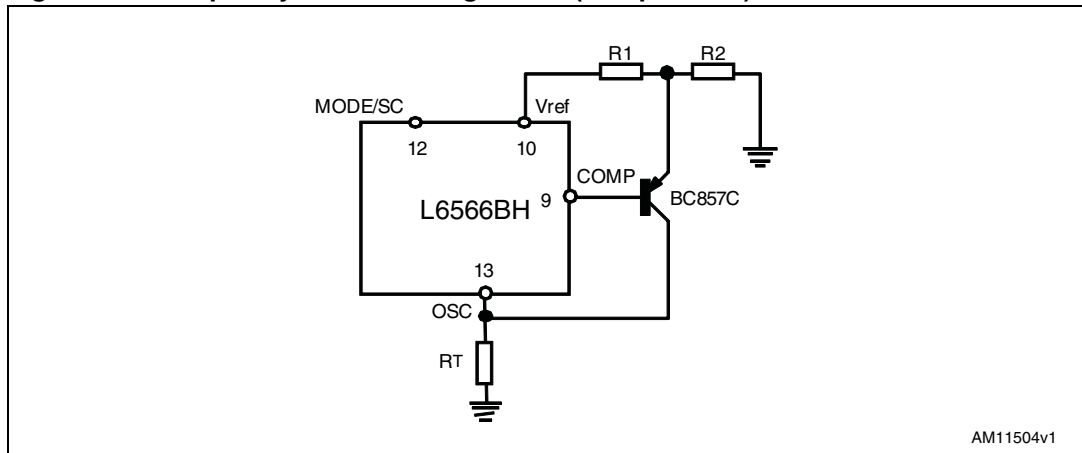 R1 R2
MODE/SC Vref
12 10
COMP
9
BC857C
L6566BH
13
OSC
RT
AM11504v1